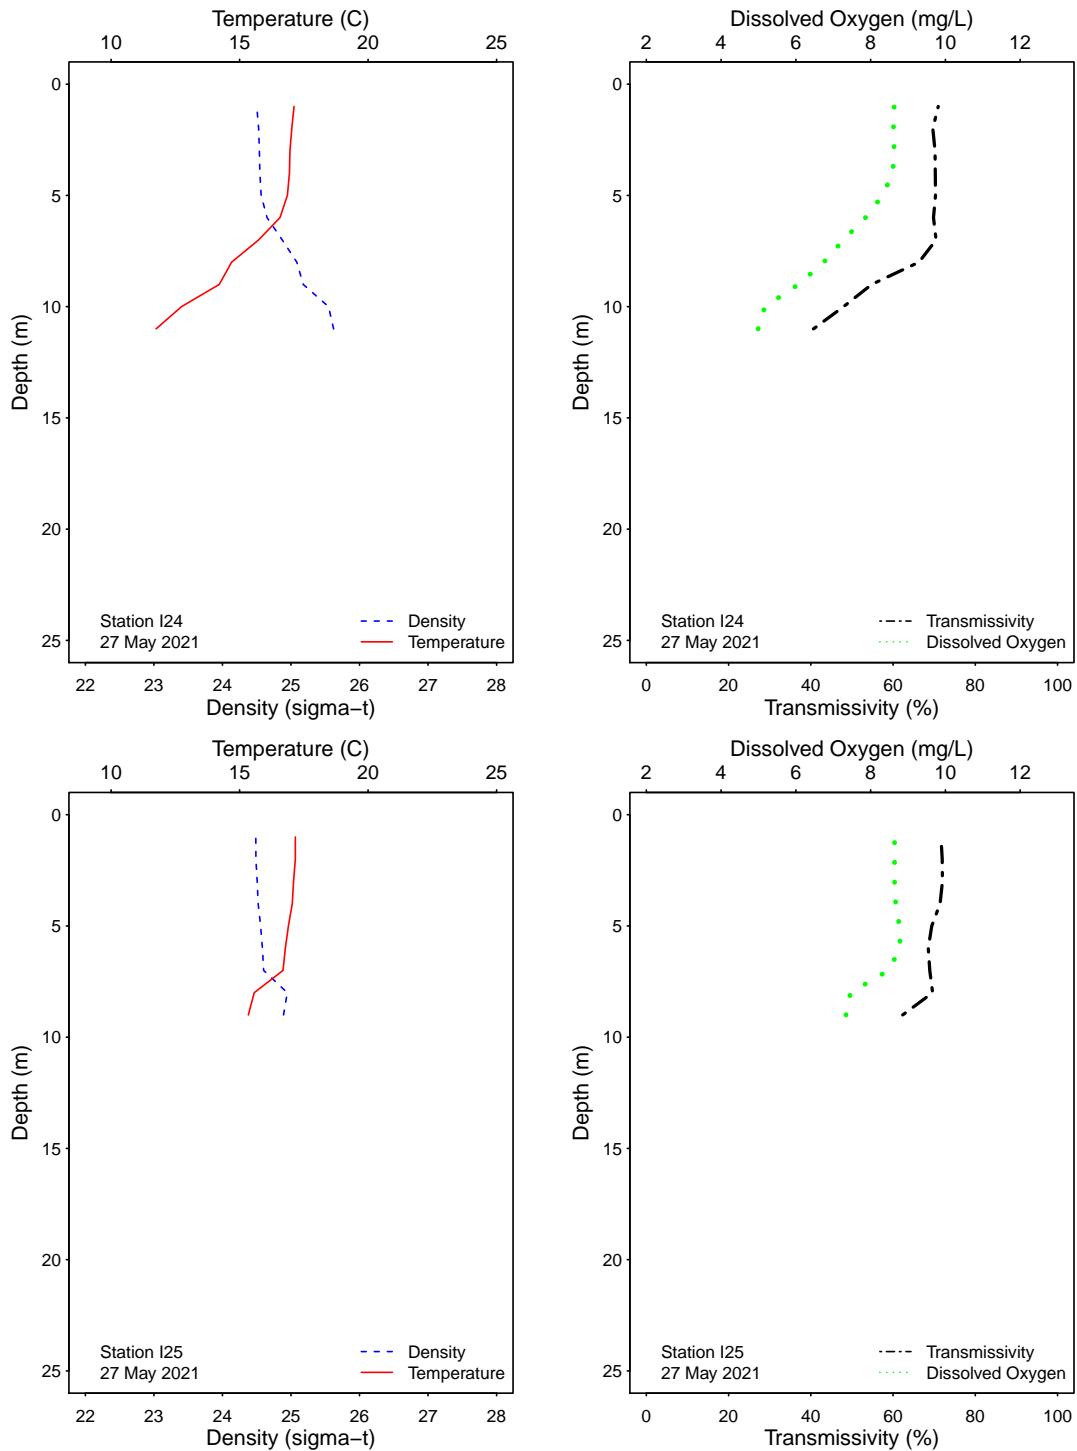 Temperature (C)
10 15 20 25
0
5
10
15
20
25
Depth (m)
Station I24
27 May 2021
Density
Temperature
22 23 24 25 26 27 28
Density (sigma−t)
Dissolved Oxygen (mg/L)
2 4 6 8 10 12
0
5
10
15
20
25
Depth (m)
Station I24
27 May 2021
Transmissivity
Dissolved Oxygen
0 20 40 60 80 100
Transmissivity (%)
Temperature (C)
10 15 20 25
0
5
10
15
20
25
Depth (m)
Station I25
27 May 2021
Density
Temperature
22 23 24 25 26 27 28
Density (sigma−t)
Dissolved Oxygen (mg/L)
2 4 6 8 10 12
0
5
10
15
20
25
Depth (m)
Station I25
27 May 2021
Transmissivity
Dissolved Oxygen
0 20 40 60 80 100
Transmissivity (%)